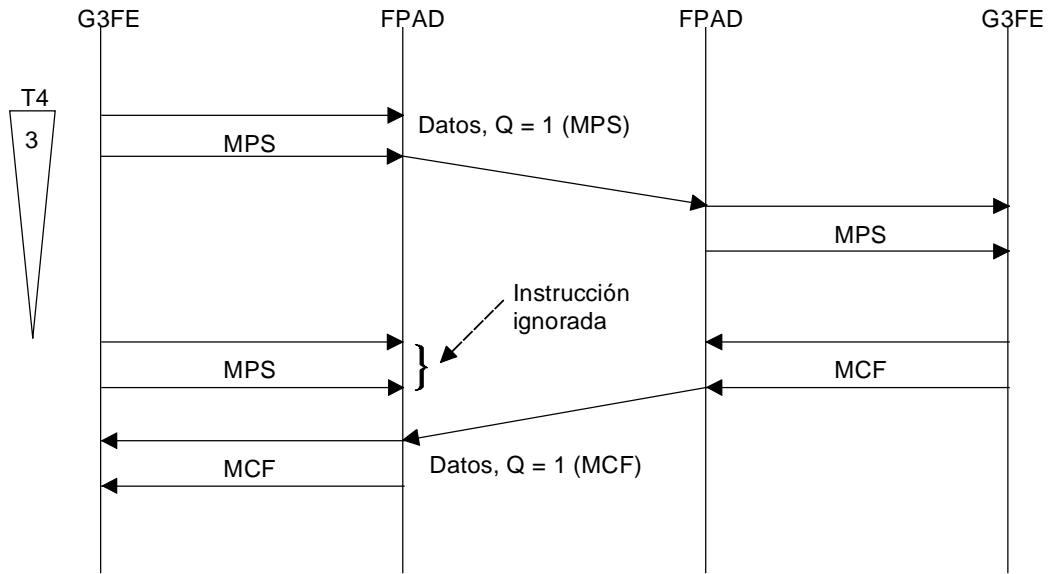 G3FE
FPAD
FPAD
G3FE
T4
3
MPS
Datos, Q = 1 (MPS)
MPS
Instrucción
ignorada
MPS
}
MCF
MCF
Datos, Q = 1 (MCF)